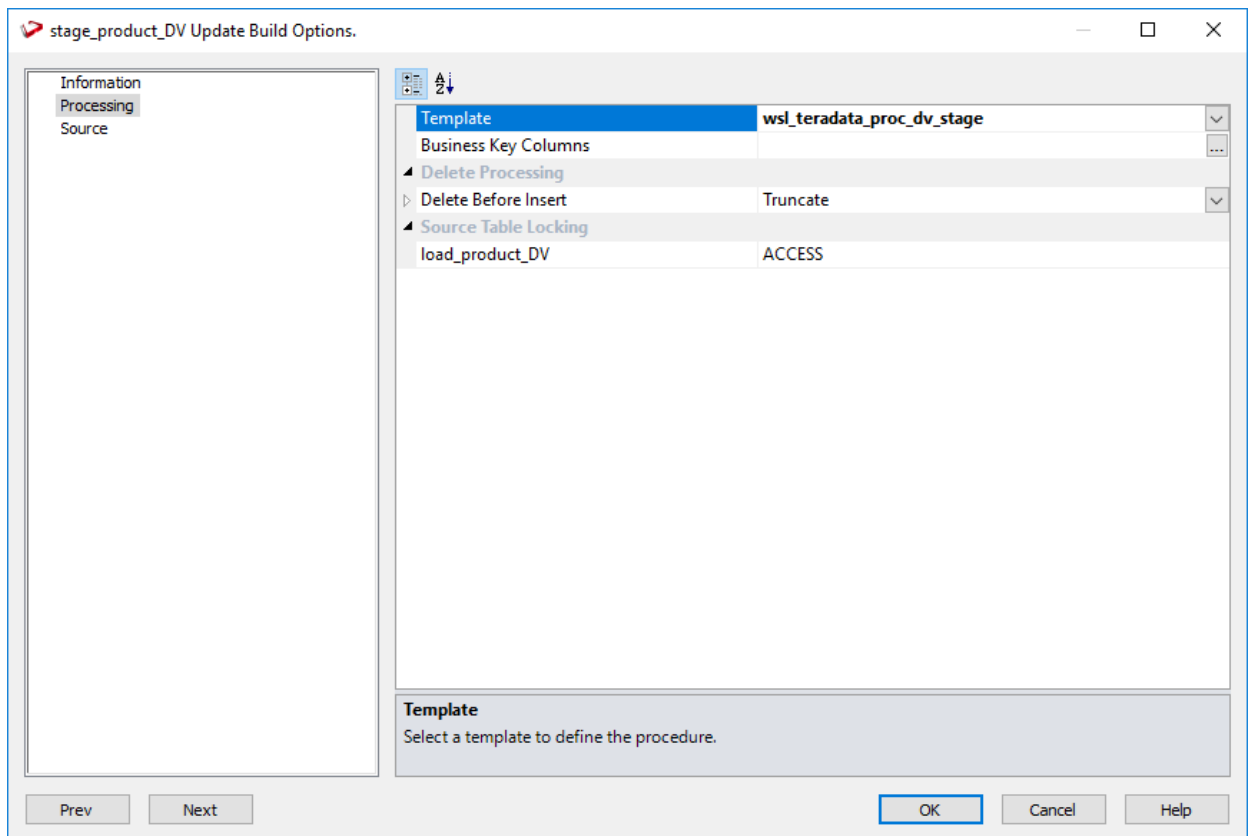 stage_product_DV Update Build Options.
Information
Processing
Source
Template wsl_teradata_proc_dv_stage
Business Key Columns ...
Delete Processing
Delete Before Insert Truncate
Source Table Locking
load_product_DV ACCESS
Template
Select a template to define the procedure.
Prev Next OK Cancel Help